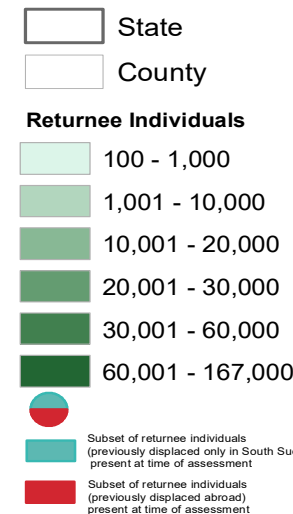 State
County
Returnee Individuals
100 - 1,000
1,001 - 10,000
10,001 - 20,000
20,001 - 30,000
30,001 - 60,000
60,001 - 167,000
Subset of returnee individuals
(previously displaced only in South
present at time of assessment
Subset of returnee individuals
(previously displaced abroad)
present at time of assessment